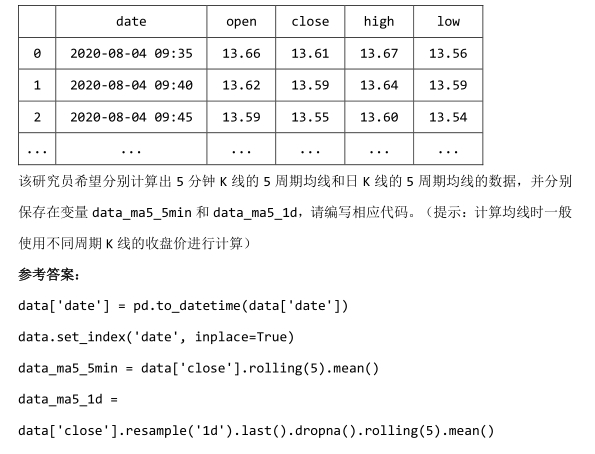 date open close high low
0 2020-08-04 09:35 13.66 13.61 13.67 13.56
1 2020-08-04 09:40 13.62 13.59 13.64 13.59
2 2020-08-04 09:45 13.59 13.55 13.60 13.54
... ... ... ... ... ...
该研究员希望分别计算出 5 分钟 K 线的 5 周期均线和日 K 线的 5 周期均线的数据，并分别
保存在变量 data_ma5_5min 和 data_ma5_1d，请编写相应代码。（提示：计算均线时一般
使用不同周期 K 线的收盘价进行计算）
参考答案：
data['date'] = pd.to_datetime(data['date'])
data.set_index('date', inplace=True)
data_ma5_5min = data['close'].rolling(5).mean()
data_ma5_1d =
data['close'].resample('1d').last().dropna().rolling(5).mean()